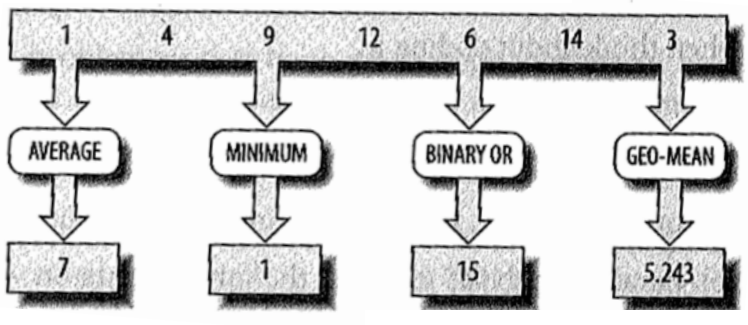 1 4 9 12 6 14 3
AVERAGE MINIMUM BINARY OR GEO-MEAN
7 1 15 5.243